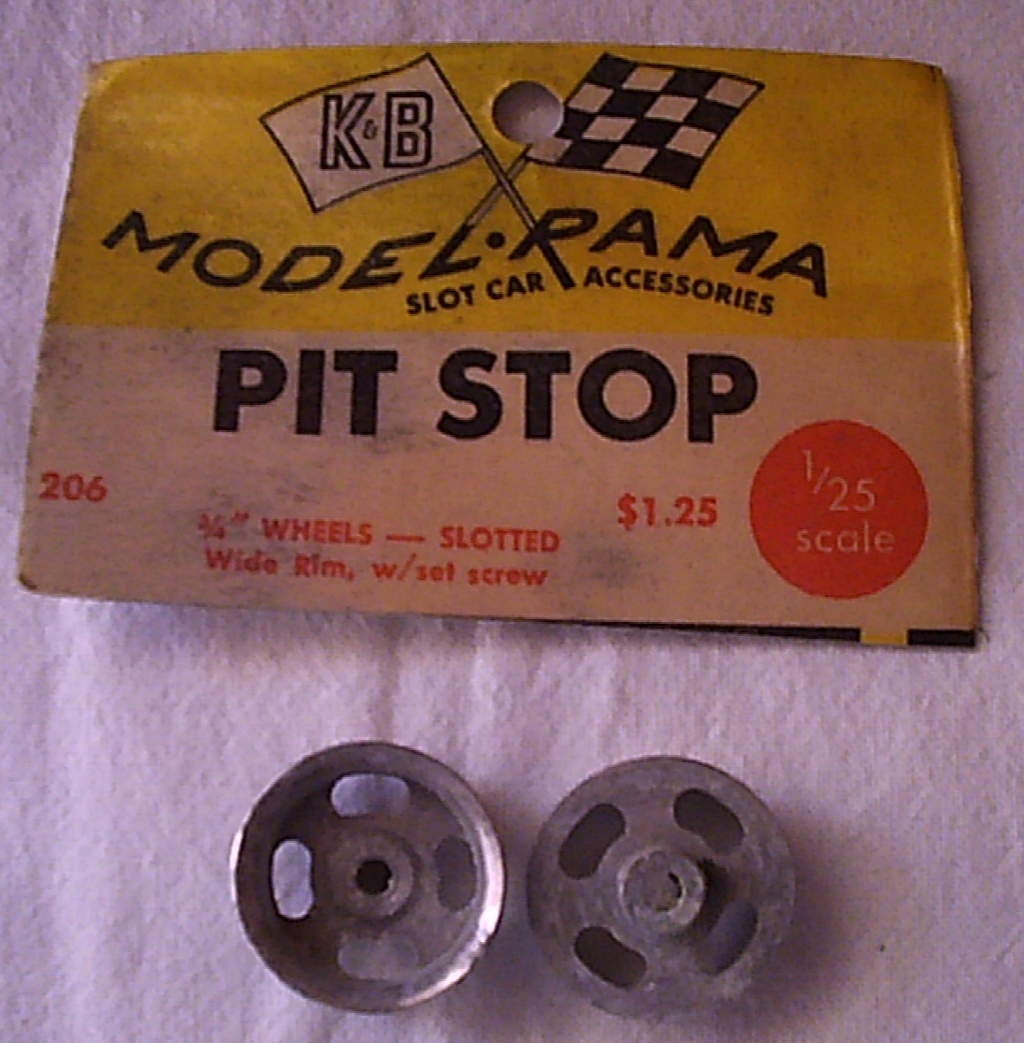 K&B
MODEL•RAMA
SLOT CAR ACCESSORIES
PIT STOP
206
$1.25
1/25
scale
¾" WHEELS — SLOTTED
Wide Rim, w/set screw